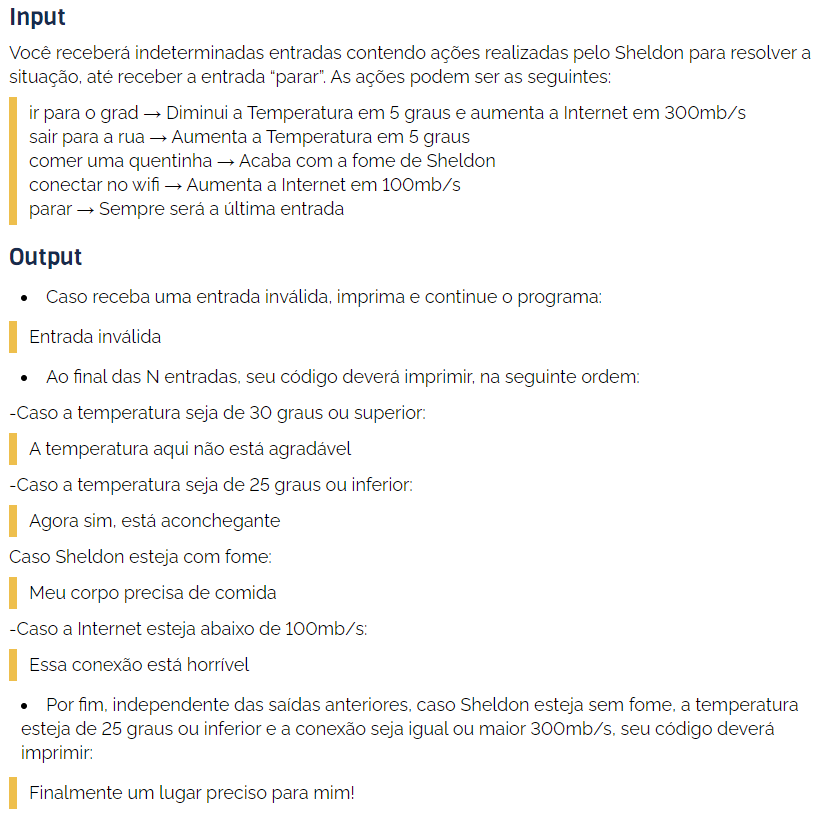 Input
Você receberá indeterminadas entradas contendo ações realizadas pelo Sheldon para resolver a
situação, até receber a entrada “parar”. As ações podem ser as seguintes:
ir para o grad → Diminui a Temperatura em 5 graus e aumenta a Internet em 300mb/s
sair para a rua → Aumenta a Temperatura em 5 graus
comer uma quentinha → Acaba com a fome de Sheldon
conectar no wifi → Aumenta a Internet em 100mb/s
parar → Sempre será a última entrada
Output
• Caso receba uma entrada inválida, imprima e continue o programa:
Entrada inválida
• Ao final das N entradas, seu código deverá imprimir, na seguinte ordem:
-Caso a temperatura seja de 30 graus ou superior:
A temperatura aqui não está agradável
-Caso a temperatura seja de 25 graus ou inferior:
Agora sim, está aconchegante
Caso Sheldon esteja com fome:
Meu corpo precisa de comida
-Caso a Internet esteja abaixo de 100mb/s:
Essa conexão está horrível
• Por fim, independente das saídas anteriores, caso Sheldon esteja sem fome, a temperatura
esteja de 25 graus ou inferior e a conexão seja igual ou maior 300mb/s, seu código deverá
imprimir:
Finalmente um lugar preciso para mim!